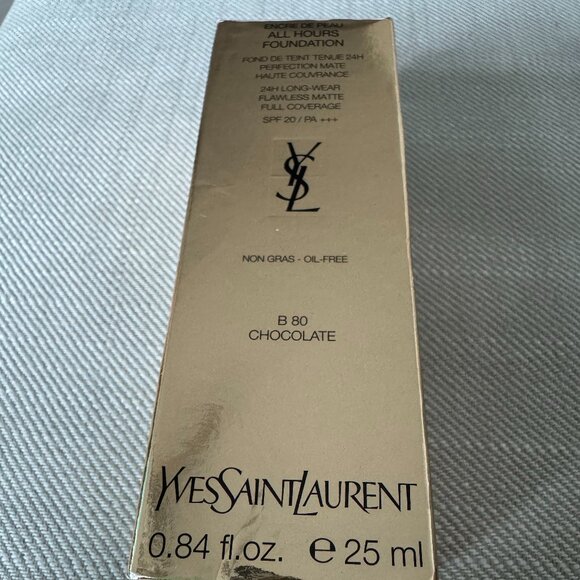 ENCRE DE PEAU
ALL HOURS
FOUNDATION
FOND DE TEINT TENUE 24H
PERFECTION MATE
HAUTE COUVRANCE
24H LONG-WEAR
FLAWLESS MATTE
FULL COVERAGE
SPF 20 / PA +++
YSL
NON GRAS - OIL-FREE
B 80
CHOCOLATE
YVESSAINTLAURENT
0.84 fl.oz. e 25 ml